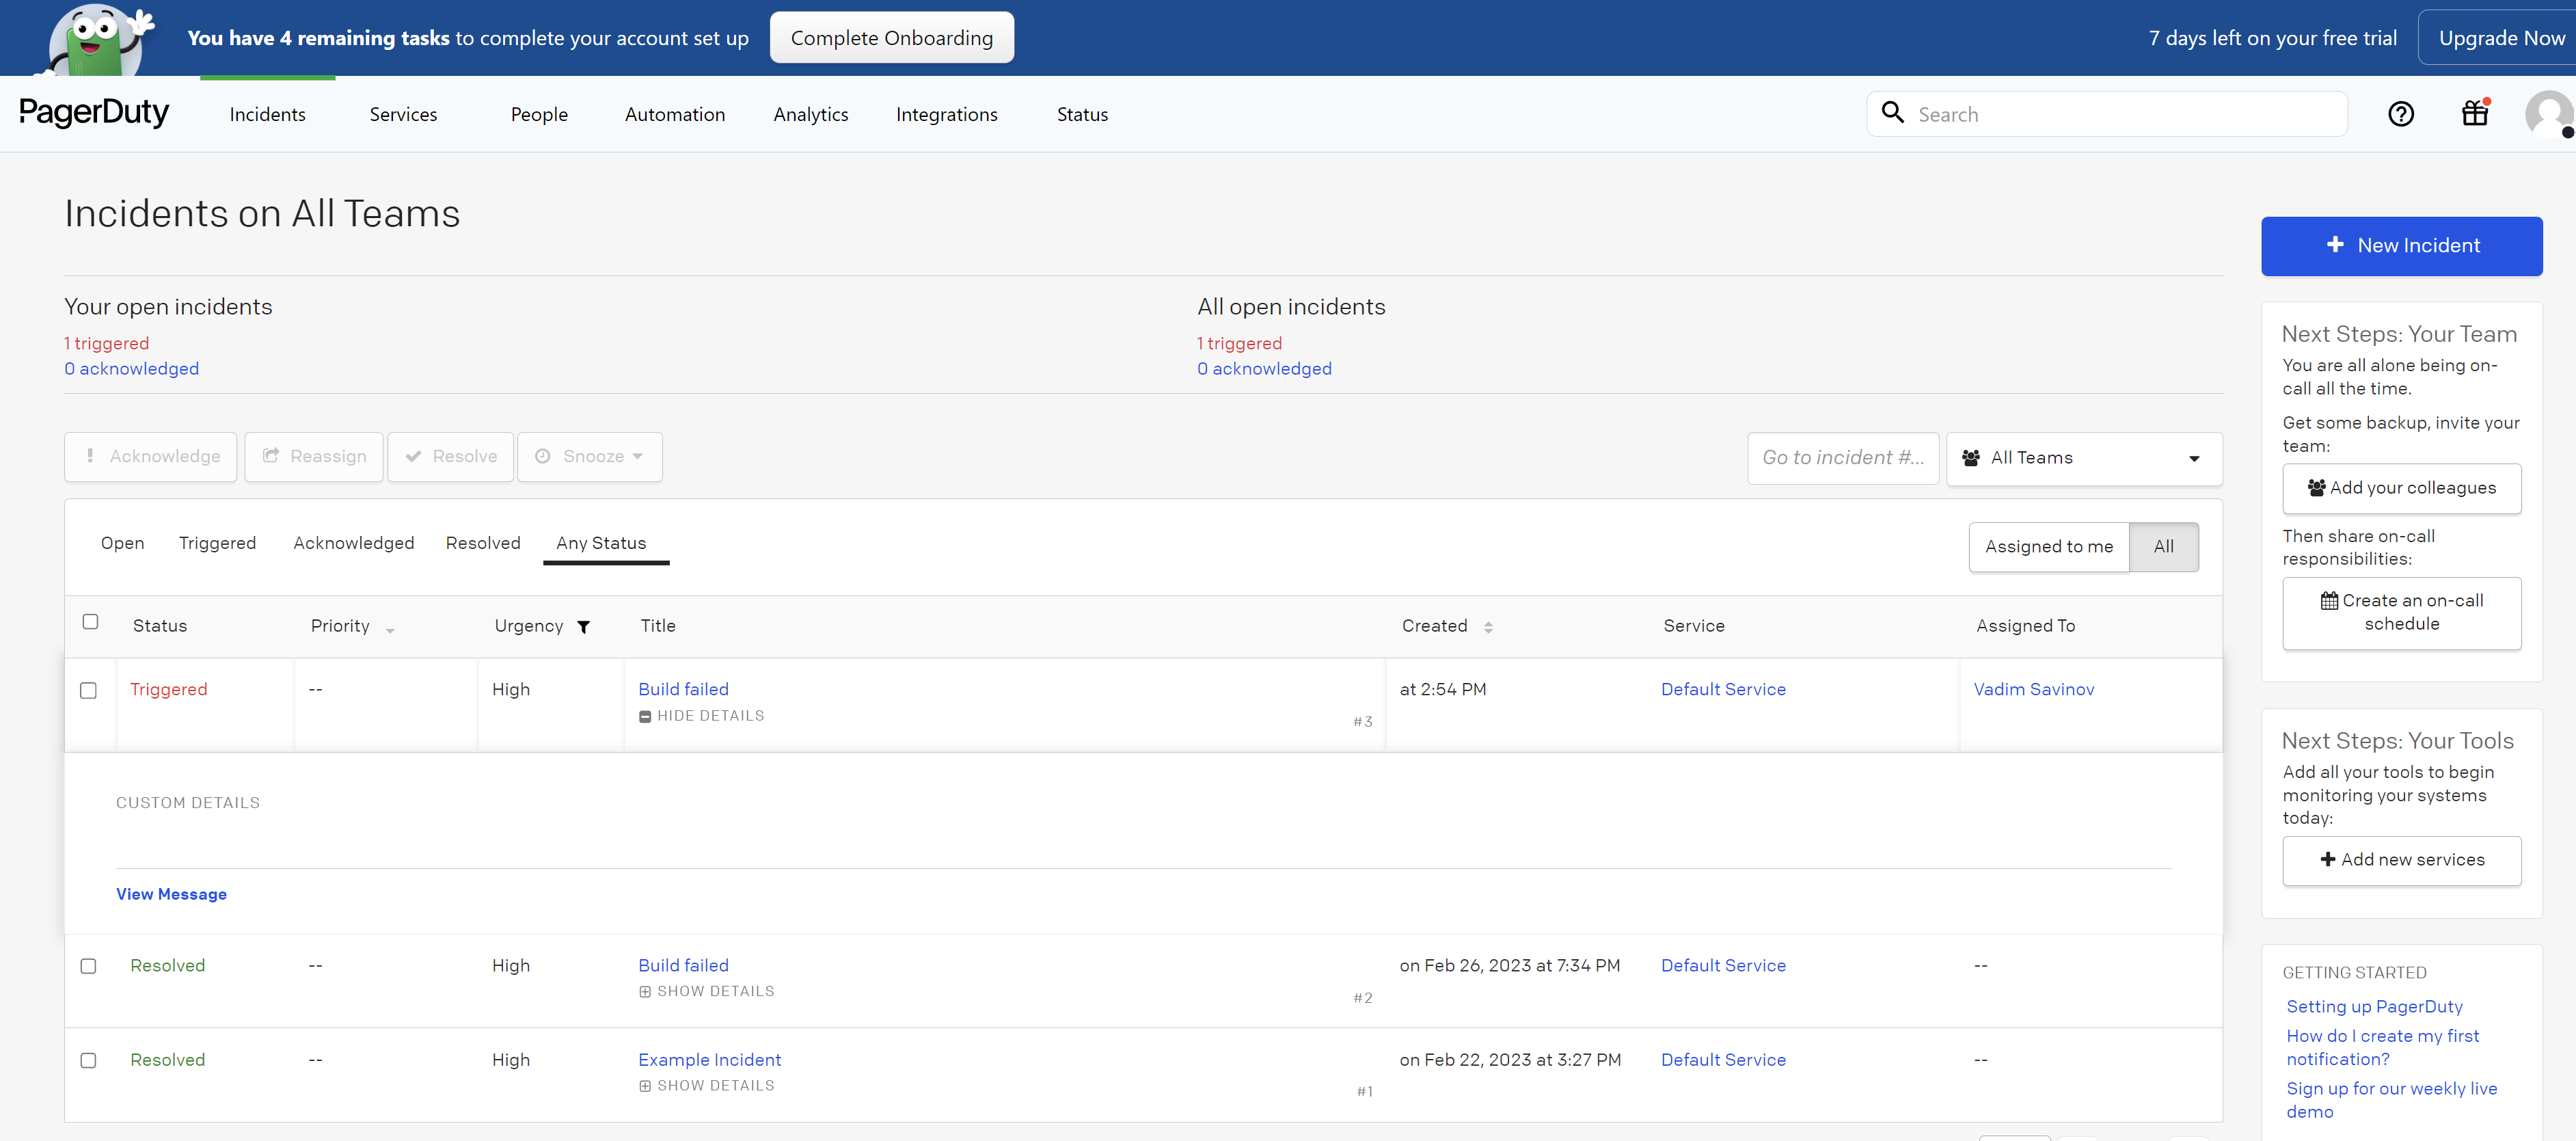 You have 4 remaining tasks to complete your account set up
Complete Onboarding
7 days left on your free trial
Upgrade Now
PagerDuty
Incidents
Services
People
Automation
Analytics
Integrations
Status
Search
Incidents on All Teams
New Incident
Your open incidents
1 triggered
0 acknowledged
All open incidents
1 triggered
0 acknowledged
Acknowledge
Reassign
Resolve
Snooze
Go to incident #...
All Teams
Open
Triggered
Acknowledged
Resolved
Any Status
Assigned to me
All
Status
Priority
Urgency
Title
Created
Service
Assigned To
Triggered
--
High
Build failed
HIDE DETAILS
#3
at 2:54 PM
Default Service
Vadim Savinov
CUSTOM DETAILS
View Message
Resolved
--
High
Build failed
SHOW DETAILS
#2
on Feb 26, 2023 at 7:34 PM
Default Service
--
Resolved
--
High
Example Incident
SHOW DETAILS
#1
on Feb 22, 2023 at 3:27 PM
Default Service
--
Next Steps: Your Team
You are all alone being on-
call all the time.
Get some backup, invite your
team:
Add your colleagues
Then share on-call
responsibilities:
Create an on-call
schedule
Next Steps: Your Tools
Add all your tools to begin
monitoring your systems
today:
Add new services
GETTING STARTED
Setting up PagerDuty
How do I create my first
notification?
Sign up for our weekly live
demo